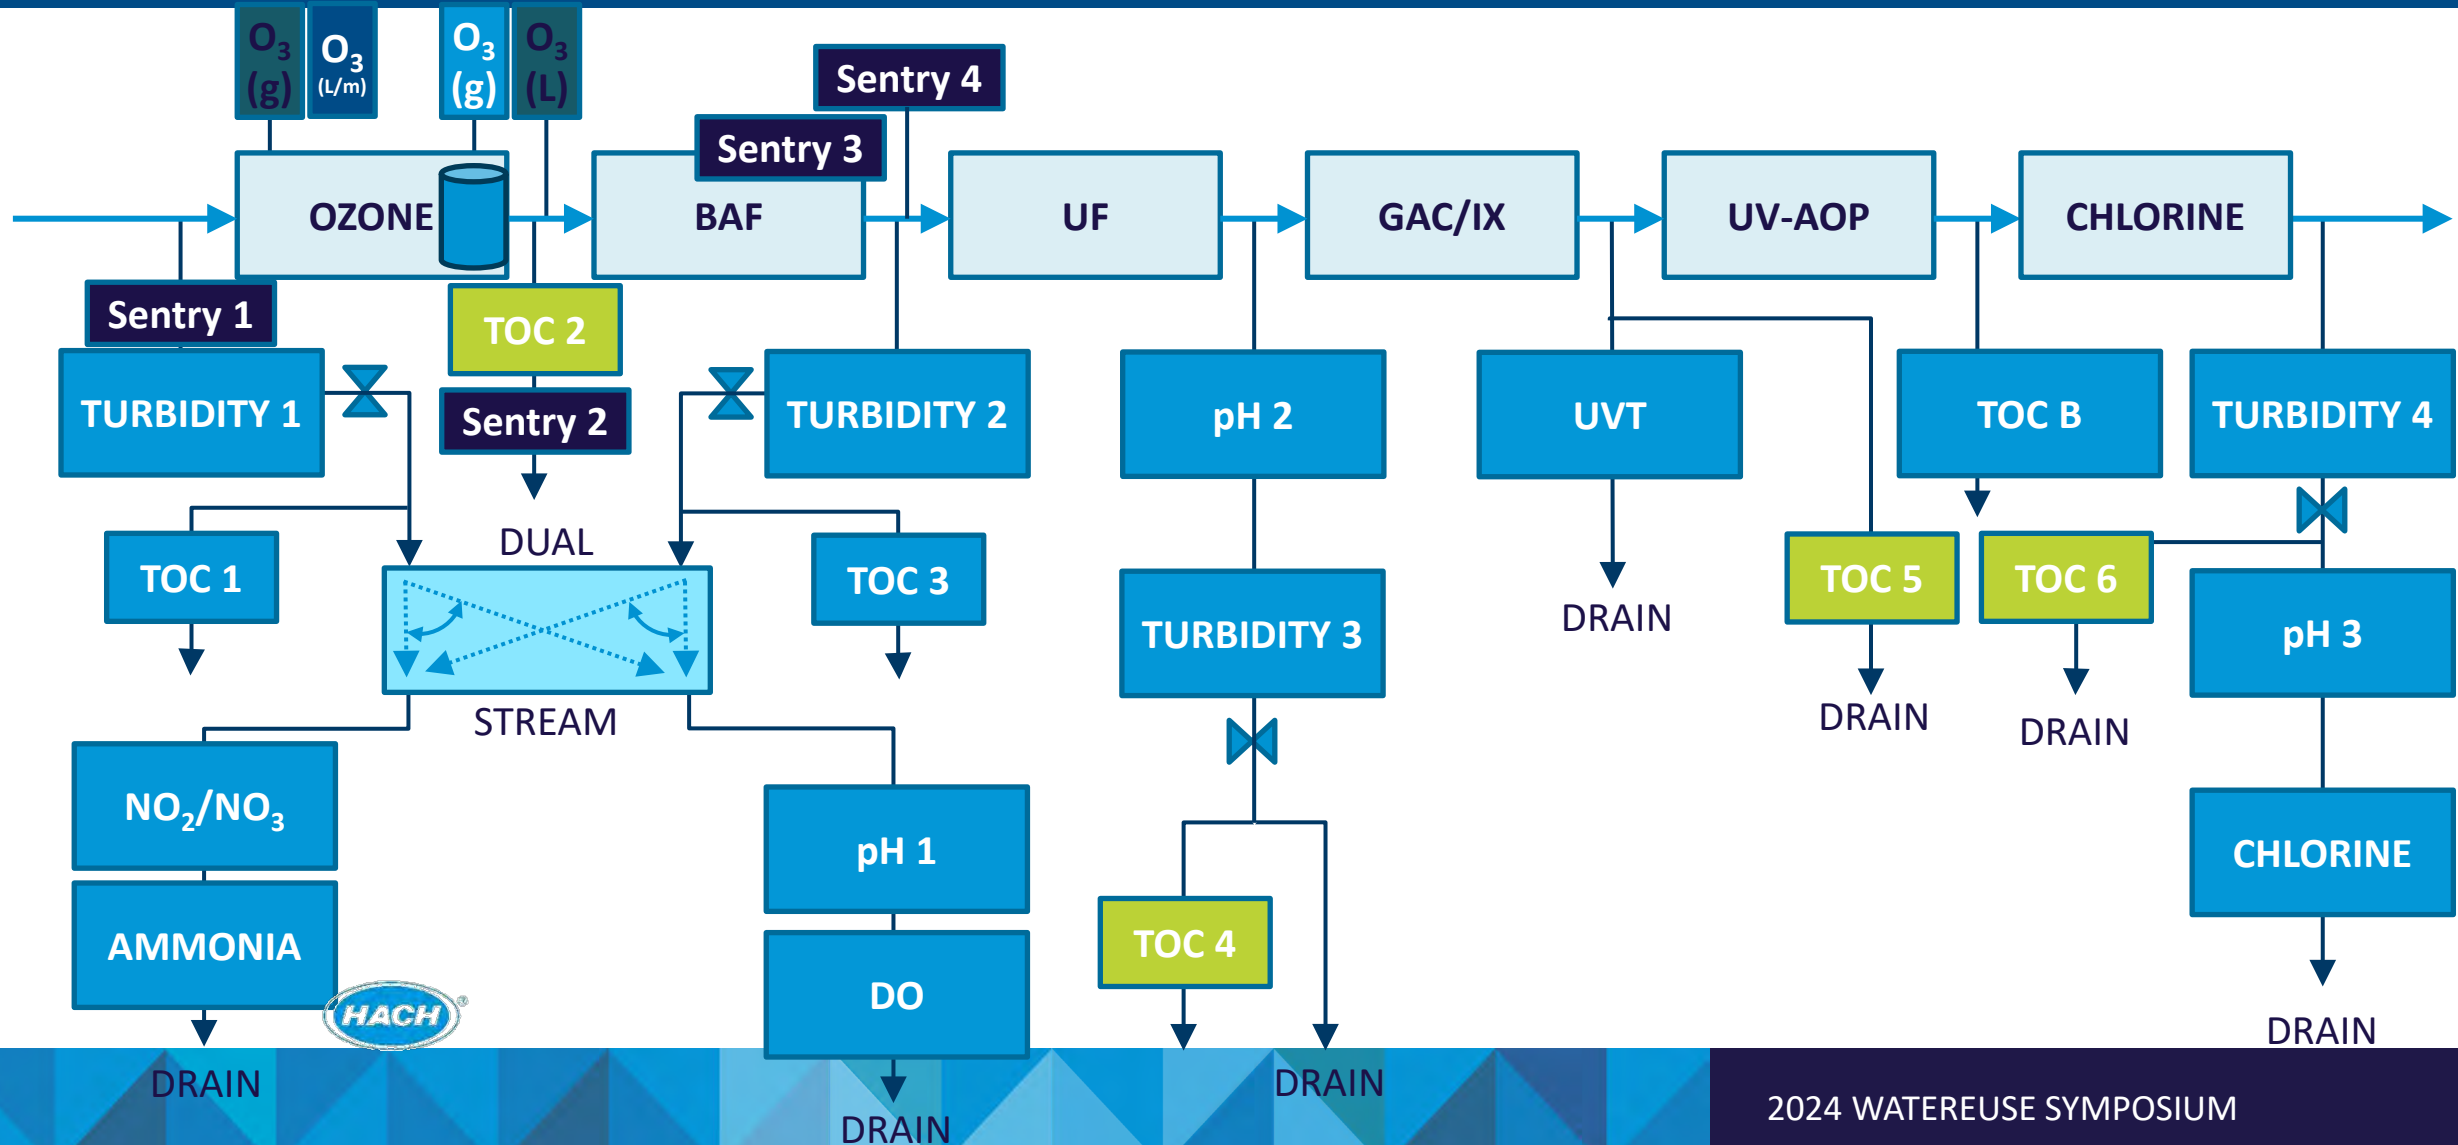 O3 (g)
O3 (L/m)
O3 (g)
O3 (L)
Sentry 4
Sentry 3
OZONE
BAF
UF
GAC/IX
UV-AOP
CHLORINE
Sentry 1
TOC 2
TURBIDITY 1
Sentry 2
TURBIDITY 2
pH 2
UVT
TOC B
TURBIDITY 4
DUAL
TOC 1
TOC 3
TURBIDITY 3
DRAIN
TOC 5
TOC 6
pH 3
STREAM
DRAIN
DRAIN
NO2/NO3
pH 1
CHLORINE
AMMONIA
TOC 4
DO
HACH®
DRAIN
DRAIN
DRAIN
DRAIN
2024 WATEREUSE SYMPOSIUM